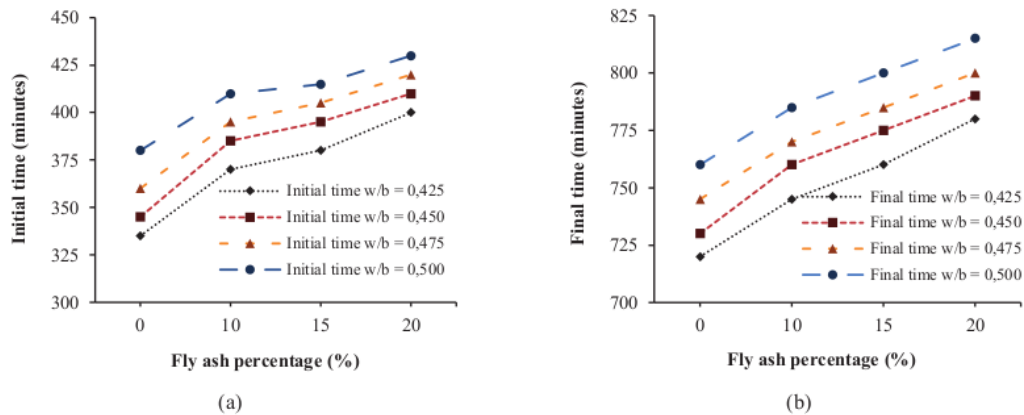 450
425
400
375
350
325
300
Initial time (minutes)
Initial time w/b = 0,425
Initial time w/b = 0,450
Initial time w/b = 0,475
Initial time w/b = 0,500
0 10 15 20
Fly ash percentage (%)
(a)
825
800
775
750
725
700
Final time (minutes)
Final time w/b = 0,425
Final time w/b = 0,450
Final time w/b = 0,475
Final time w/b = 0,500
0 10 15 20
Fly ash percentage (%)
(b)